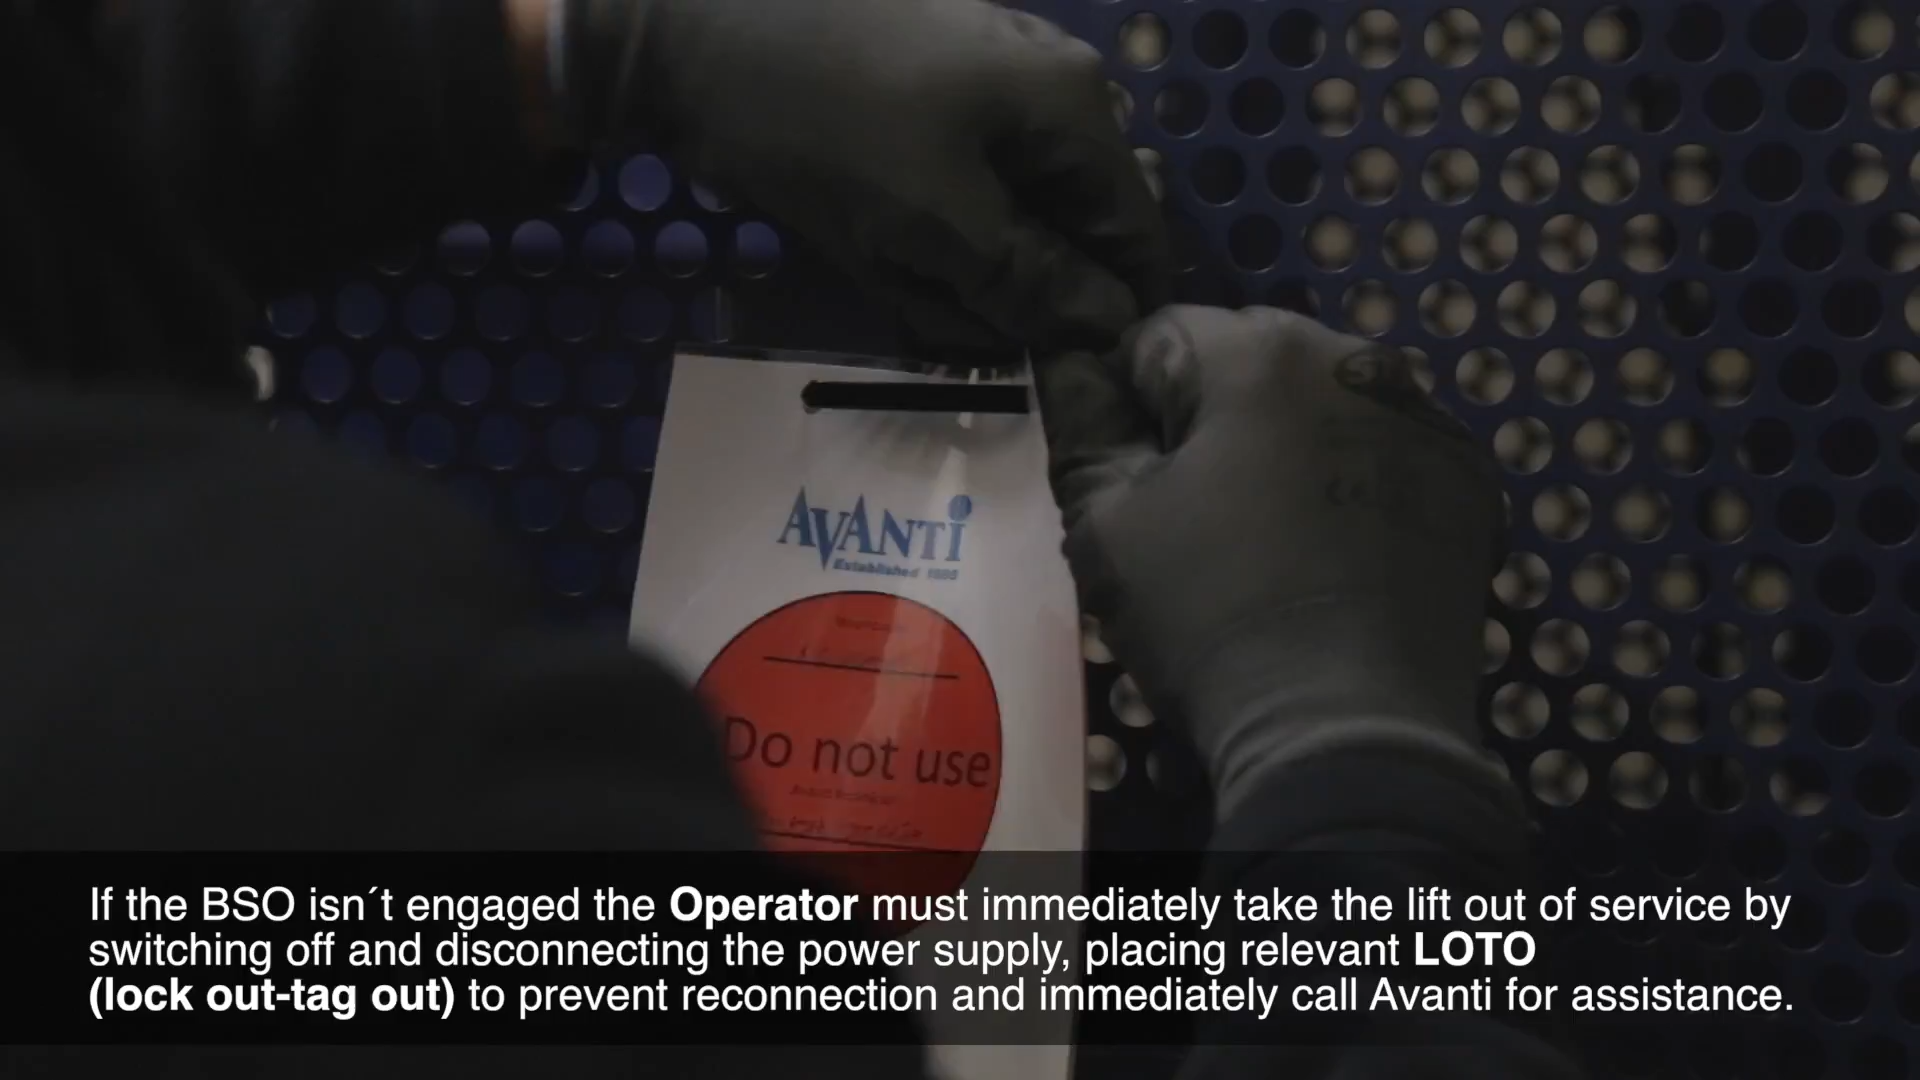 AVANTi
Established 1885
Do not use
If the BSO isn´t engaged the Operator must immediately take the lift out of service by
switching off and disconnecting the power supply, placing relevant LOTO
(lock out-tag out) to prevent reconnection and immediately call Avanti for assistance.